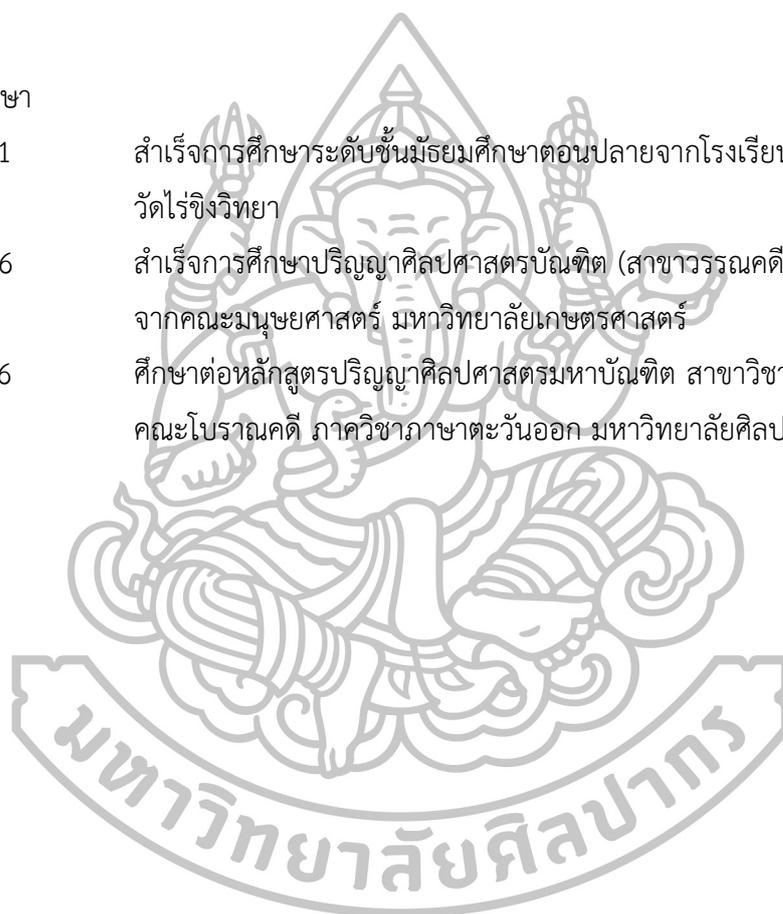 ษา
1 สำเร็จการศึกษาระดับชั้นมัธยมศึกษาตอนปลายจากโรงเรียน
วัดไร่ขิงวิทยา
6 สำเร็จการศึกษาปริญญาศิลปศาสตรบัณฑิต (สาขาวรรณคดี
จากคณะมนุษยศาสตร์ มหาวิทยาลัยเกษตรศาสตร์
6 ศึกษาต่อหลักสูตรปริญญาศิลปศาสตรมหาบัณฑิต สาขาวิชา
คณะโบราณคดี ภาควิชาภาษาตะวันออก มหาวิทยาลัยศิลป
มหาวิทยาลัยศิลปากร